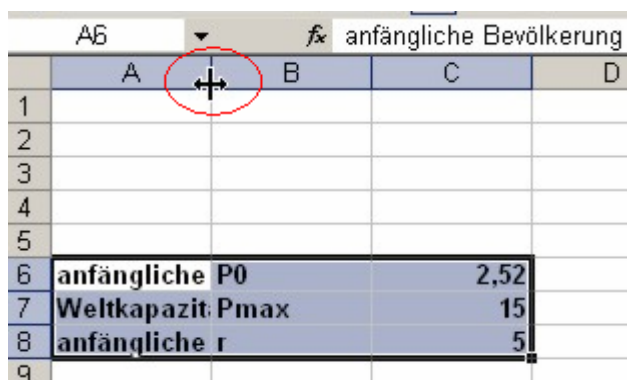 A6 fx anfängliche Bevölkerung
A B C D
1
2
3
4
5
6 anfängliche P0 2,52
7 Weltkapazit Pmax 15
8 anfängliche r 5
9